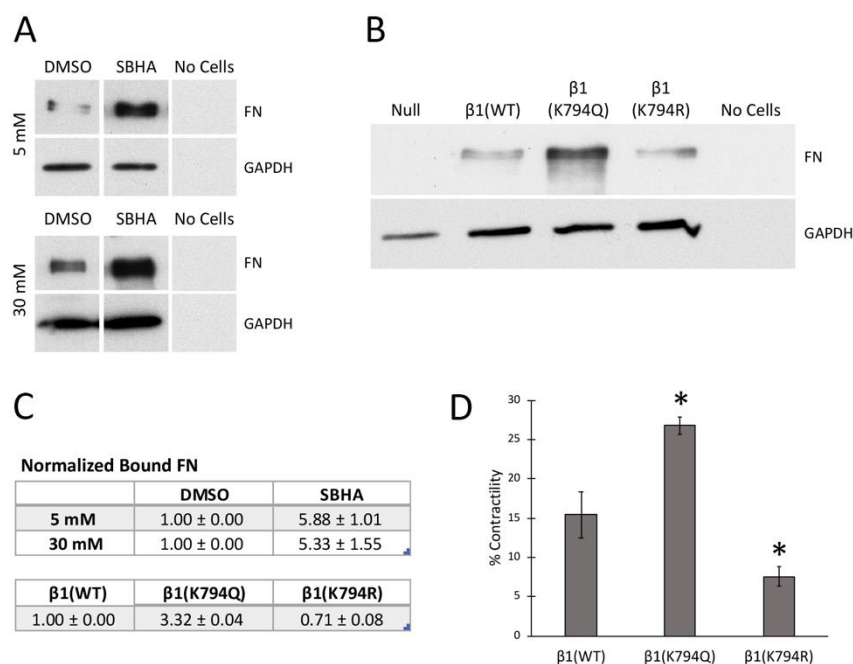 A
DMSO SBHA No Cells
5 mM
FN
GAPDH
DMSO SBHA No Cells
30 mM
FN
GAPDH
B
Null β1(WT) β1 (K794Q) β1 (K794R) No Cells
FN
GAPDH
C
Normalized Bound FN
DMSO SBHA
5 mM 1.00 ± 0.00 5.88 ± 1.01
30 mM 1.00 ± 0.00 5.33 ± 1.55
β1(WT) β1(K794Q) β1(K794R)
1.00 ± 0.00 3.32 ± 0.04 0.71 ± 0.08
D
% Contractility
30
25
20
15
10
5
0
*
*
β1(WT) β1(K794Q) β1(K794R)